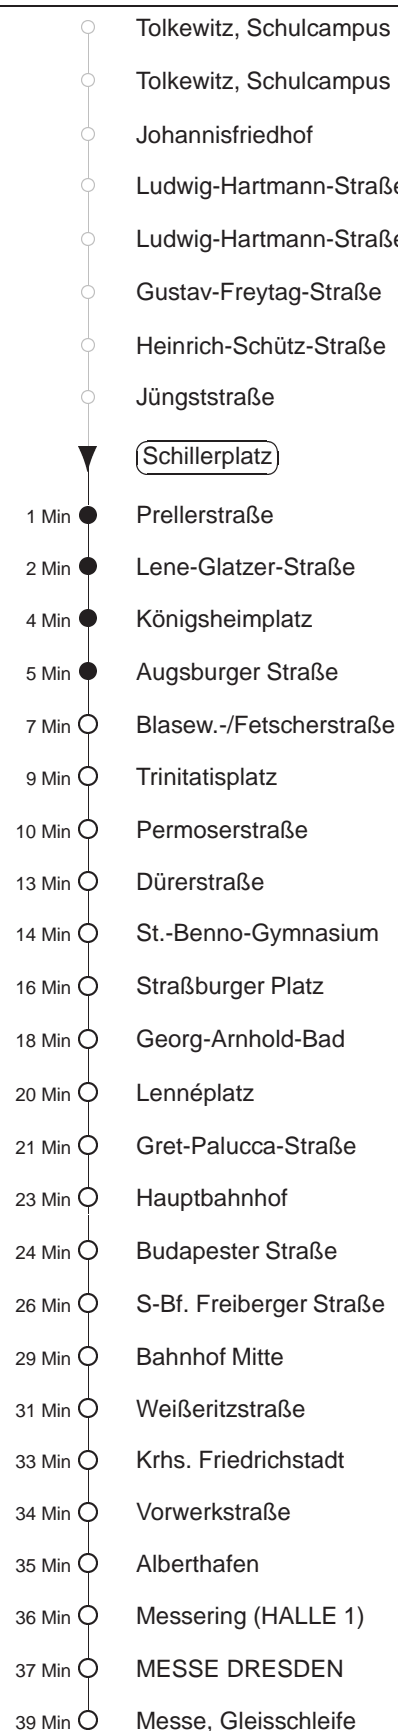 Tolkewitz, Schulcampus
Tolkewitz, Schulcampus
Johannisfriedhof
Ludwig-Hartmann-Straße
Ludwig-Hartmann-Straße
Gustav-Freytag-Straße
Heinrich-Schütz-Straße
Jüngststraße
Schillerplatz
1 Min Prellerstraße
2 Min Lene-Glatzer-Straße
4 Min Königsheimplatz
5 Min Augsburger Straße
7 Min Blasew.-/Fetscherstraße
9 Min Trinitatisplatz
10 Min Permoserstraße
13 Min Dürerstraße
14 Min St.-Benno-Gymnasium
16 Min Straßburger Platz
18 Min Georg-Arnhold-Bad
20 Min Lennéplatz
21 Min Gret-Palucca-Straße
23 Min Hauptbahnhof
24 Min Budapester Straße
26 Min S-Bf. Freiberger Straße
29 Min Bahnhof Mitte
31 Min Weißeritzstraße
33 Min Krhs. Friedrichstadt
34 Min Vorwerkstraße
35 Min Alberthafen
36 Min Messering (HALLE 1)
37 Min MESSE DRESDEN
39 Min Messe, Gleisschleife